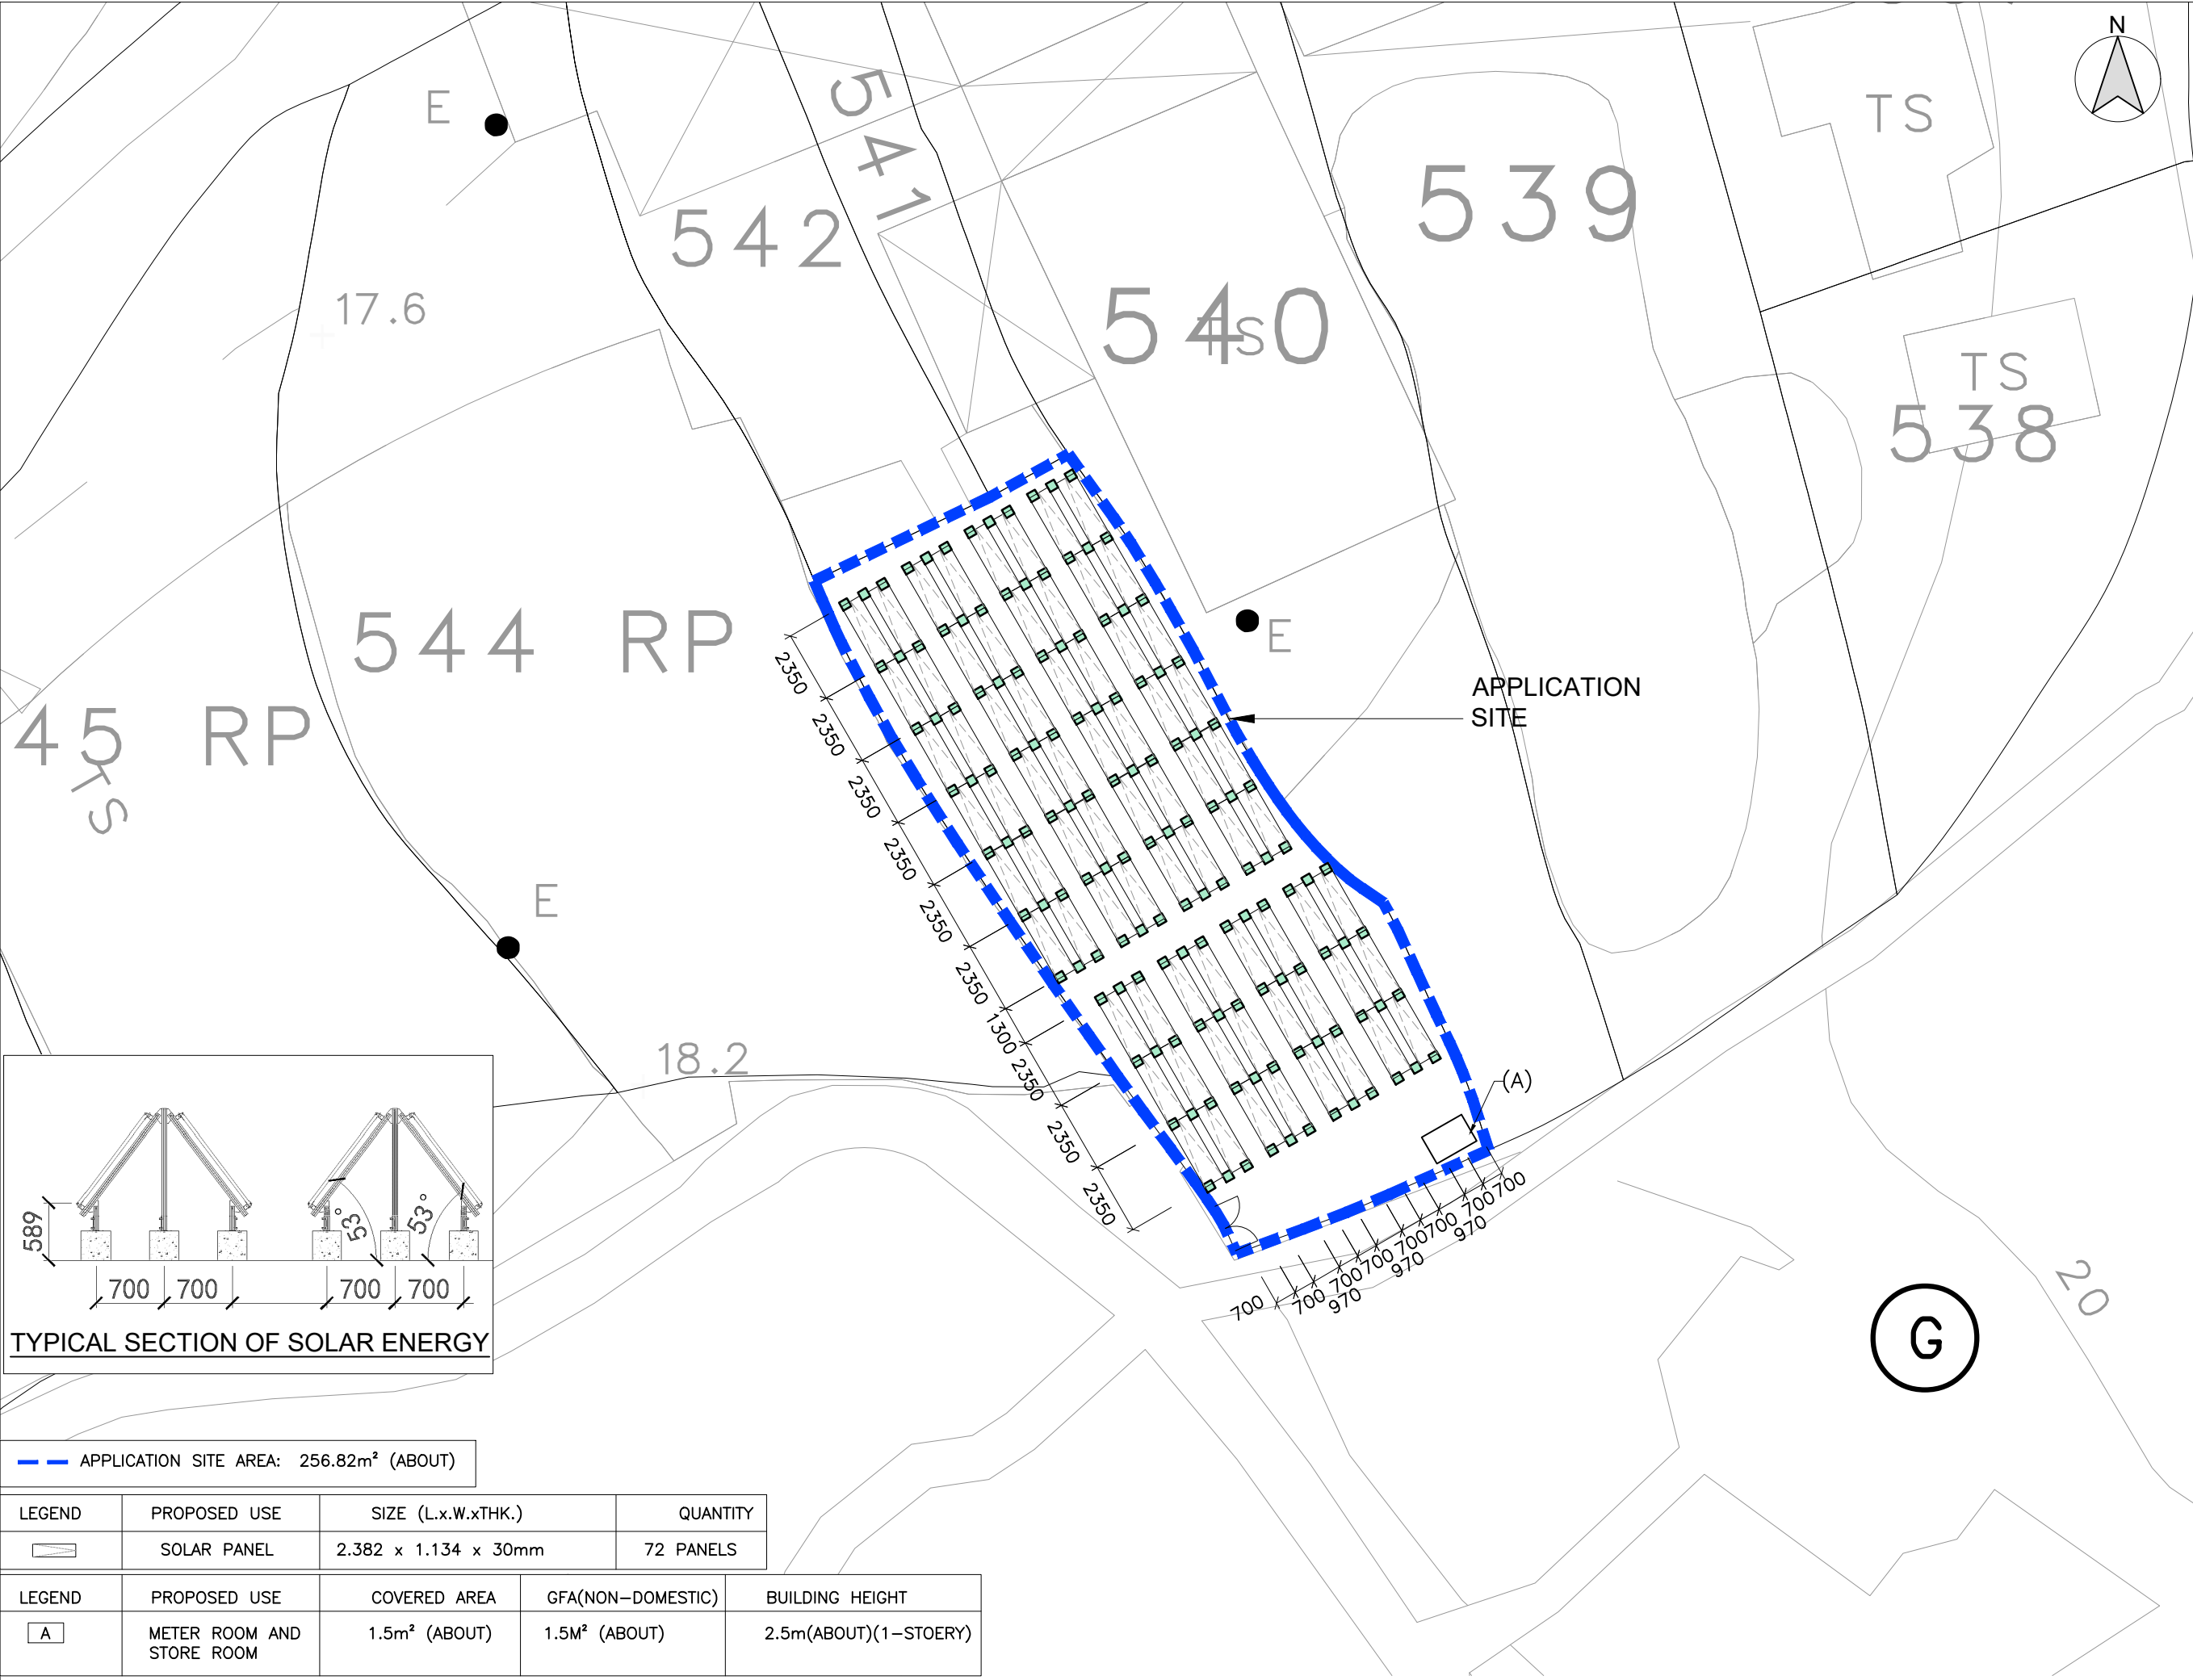 N
E
541
TS
539
542
17.6
540
TS
TS
538
544 RP
E
APPLICATION
SITE
45 RP
TS
E
2350
2350
2350
2350
2350
2350
1300
2350
2350
2350
18.2
(A)
700
700
970
700
700
970
700
700
970
700
700
589
53°
53°
700
700
700
700
TYPICAL SECTION OF SOLAR ENERGY
20
G
APPLICATION SITE AREA: 256.82m² (ABOUT)
LEGEND PROPOSED USE SIZE (L.x.W.xTHK.) QUANTITY
SOLAR PANEL 2.382 x 1.134 x 30mm 72 PANELS
LEGEND PROPOSED USE COVERED AREA GFA(NON-DOMESTIC) BUILDING HEIGHT
A METER ROOM AND 1.5m² (ABOUT) 1.5M² (ABOUT) 2.5m(ABOUT)(1-STOERY)
STORE ROOM